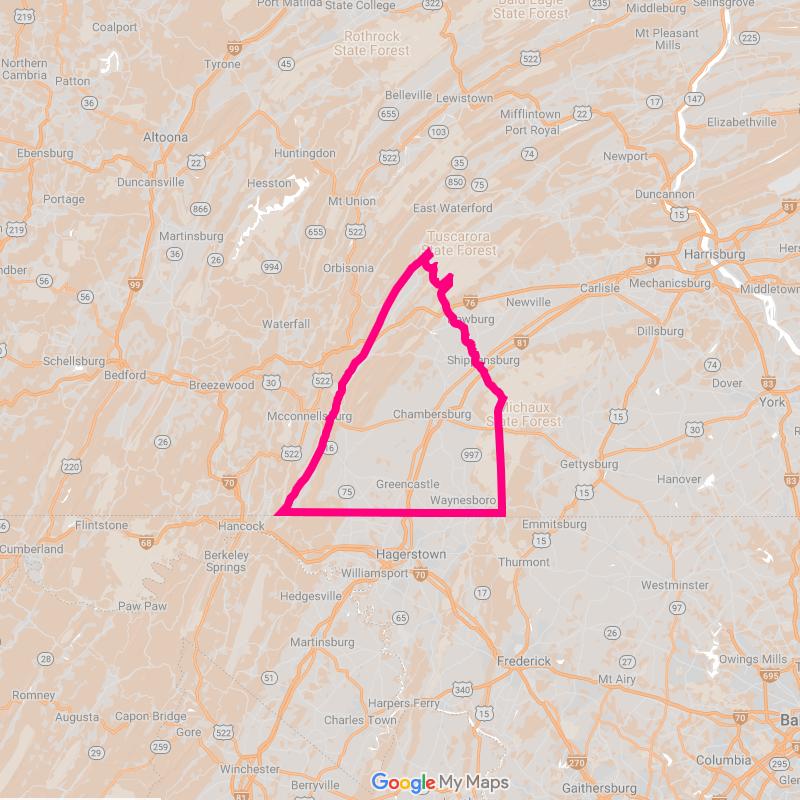 Port Matilda
State College
Bald Eagle
State Forest
235
Middleburg
Selinsgrove
219
Coalport
Rothrock
State Forest
Mt Pleasant
Mills
225
99
522
Northern
Cambria
Tyrone
45
Patton
36
Belleville
Lewistown
17
147
655
Mifflintown
22
Elizabethville
Port Royal
103
Altoona
Ebensburg
22
Huntingdon
522
35
74
Newport
Duncansville
Hesston
850
75
Portage
Mt Union
Duncannon
866
East Waterford
15
81
219
Martinsburg
655
522
Tuscarora
State Forest
36
26
994
Orbisonia
81
Harrisburg
56
99
Carlisle
Mechanicsburg
Middletown
56
76
Newville
Waterfall
Dillsburg
81
Schellsburg
74
Bedford
Breezewood
30
522
Dover
83
York
Mcconnellsburg
Chambersburg
Michaux
State Forest
15
30
26
16
522
997
Gettysburg
220
70
75
Greencastle
15
Hanover
83
Waynesboro
Flintstone
Hancock
Emmitsburg
68
15
Cumberland
Berkeley
Springs
Hagerstown
Thurmont
Williamsport
70
Westminster
Paw Paw
Hedgesville
17
97
65
26
Martinsburg
28
27
Owings Mills
Frederick
51
Mt Airy
695
Romney
340
Harpers Ferry
Augusta
Capon Bridge
15
70
Charles Town
Gore
522
29
259
270
Columbia
295
Winchester
Berryville
81
Gaithersburg
Google My Maps